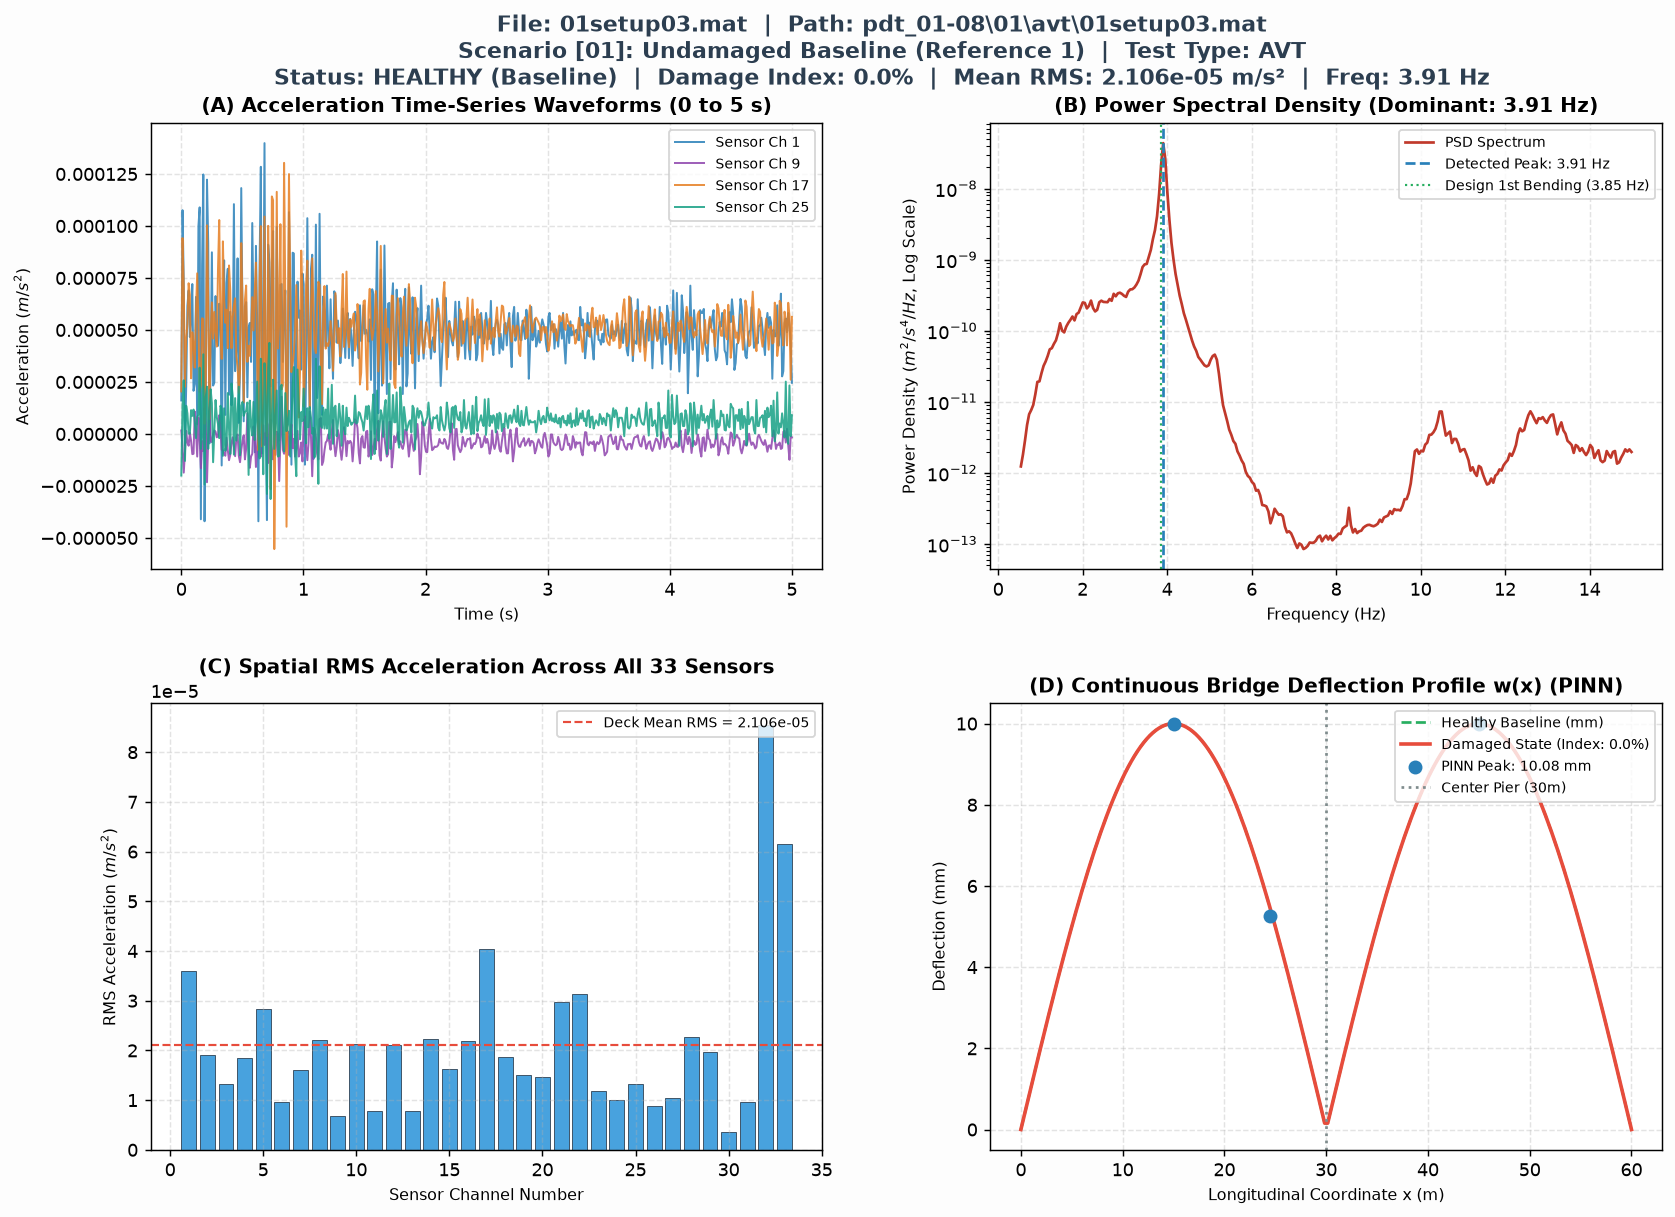 File: 01setup03.mat | Path: pdt_01-08\01\avt\01setup03.mat
Scenario [01]: Undamaged Baseline (Reference 1) | Test Type: AVT
Status: HEALTHY (Baseline) | Damage Index: 0.0% | Mean RMS: 2.106e-05 m/s² | Freq: 3.91 Hz
(A) Acceleration Time-Series Waveforms (0 to 5 s)
Sensor Ch 1
Sensor Ch 9
Sensor Ch 17
Sensor Ch 25
0.000125
0.000100
0.000075
0.000050
0.000025
0.000000
−0.000025
−0.000050
Acceleration (m/s²)
0 1 2 3 4 5
Time (s)
(B) Power Spectral Density (Dominant: 3.91 Hz)
PSD Spectrum
Detected Peak: 3.91 Hz
Design 1st Bending (3.85 Hz)
10⁻⁸
10⁻⁹
10⁻¹⁰
10⁻¹¹
10⁻¹²
10⁻¹³
Power Density (m²/s⁴/Hz, Log Scale)
0 2 4 6 8 10 12 14
Frequency (Hz)
(C) Spatial RMS Acceleration Across All 33 Sensors
1e−5
Deck Mean RMS = 2.106e-05
8
7
6
5
4
3
2
1
0
RMS Acceleration (m/s²)
0 5 10 15 20 25 30 35
Sensor Channel Number
(D) Continuous Bridge Deflection Profile w(x) (PINN)
Healthy Baseline (mm)
Damaged State (Index: 0.0%)
PINN Peak: 10.08 mm
Center Pier (30m)
10
8
6
4
2
0
Deflection (mm)
0 10 20 30 40 50 60
Longitudinal Coordinate x (m)